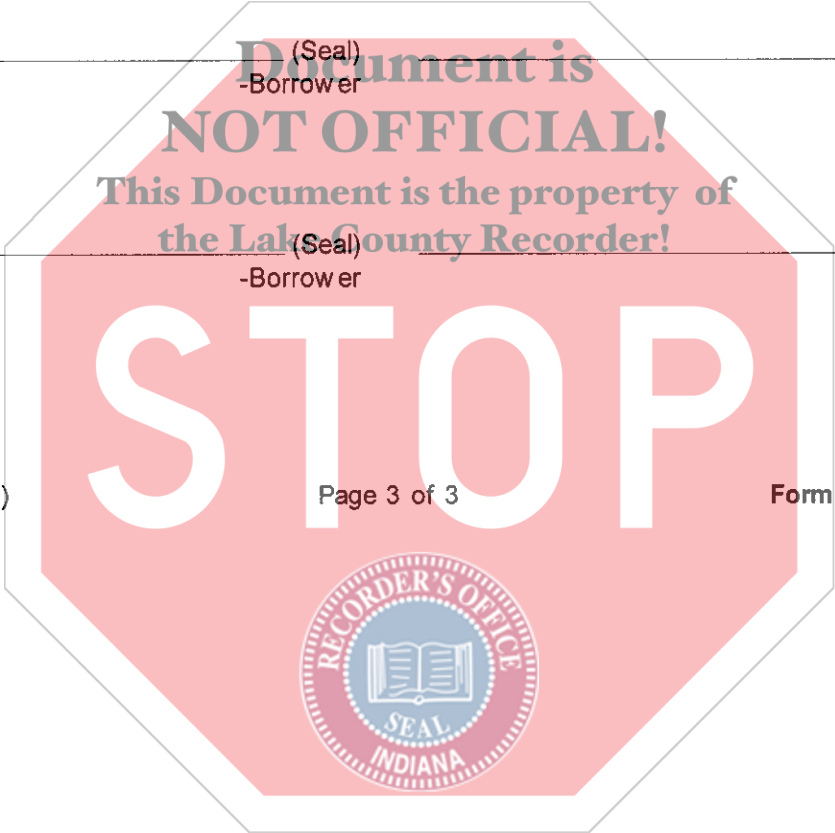 Document is
(Seal)
-Borrower
NOT OFFICIAL!
This Document is the property of
the Lake County Recorder!
(Seal)
-Borrower
STOP
) Page 3 of 3 Form
RECORDER'S OFFICE
SEAL
INDIANA